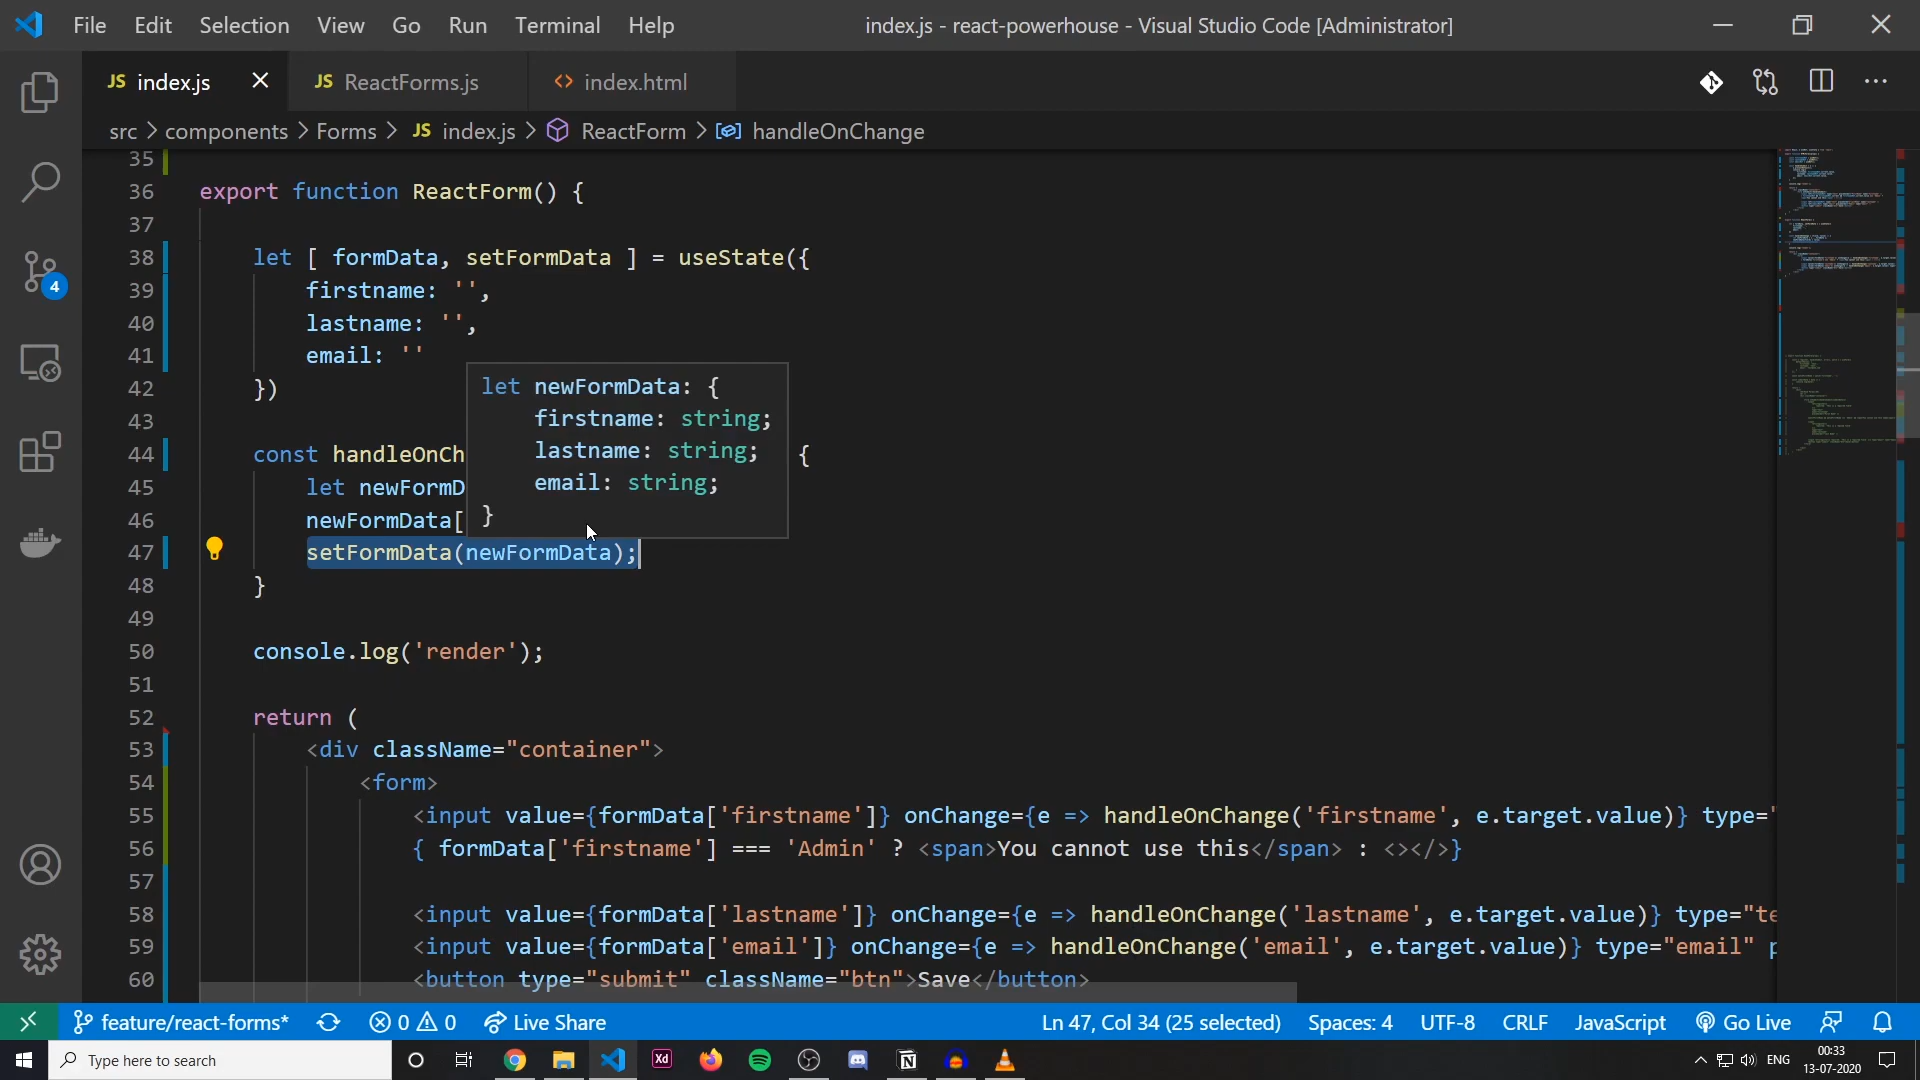 File Edit Selection View Go Run Terminal Help index.js - react-powerhouse - Visual Studio Code [Administrator]
JS index.js JS ReactForms.js <> index.html
src > components > Forms > JS index.js > ReactForm > handleOnChange
35
36 export function ReactForm() {
37
38 let [ formData, setFormData ] = useState({
39 firstname: '',
40 lastname: '',
41 email: ''
42 })
43
44 const handleOnCh {
45 let newFormD
46 newFormData[
47 setFormData(newFormData);
let newFormData: {
firstname: string;
lastname: string;
email: string;
}
48 }
49
50 console.log('render');
51
52 return (
53 <div className="container">
54 <form>
55 <input value={formData['firstname']} onChange={e => handleOnChange('firstname', e.target.value)} type="
56 { formData['firstname'] === 'Admin' ? <span>You cannot use this</span> : <></>}
57
58 <input value={formData['lastname']} onChange={e => handleOnChange('lastname', e.target.value)} type="te
59 <input value={formData['email']} onChange={e => handleOnChange('email', e.target.value)} type="email" p
60 <button type="submit" className="btn">Save</button>
4
feature/react-forms* 0 0 Live Share Ln 47, Col 34 (25 selected) Spaces: 4 UTF-8 CRLF JavaScript Go Live
Type here to search Xd N ENG 00:33
13-07-2020